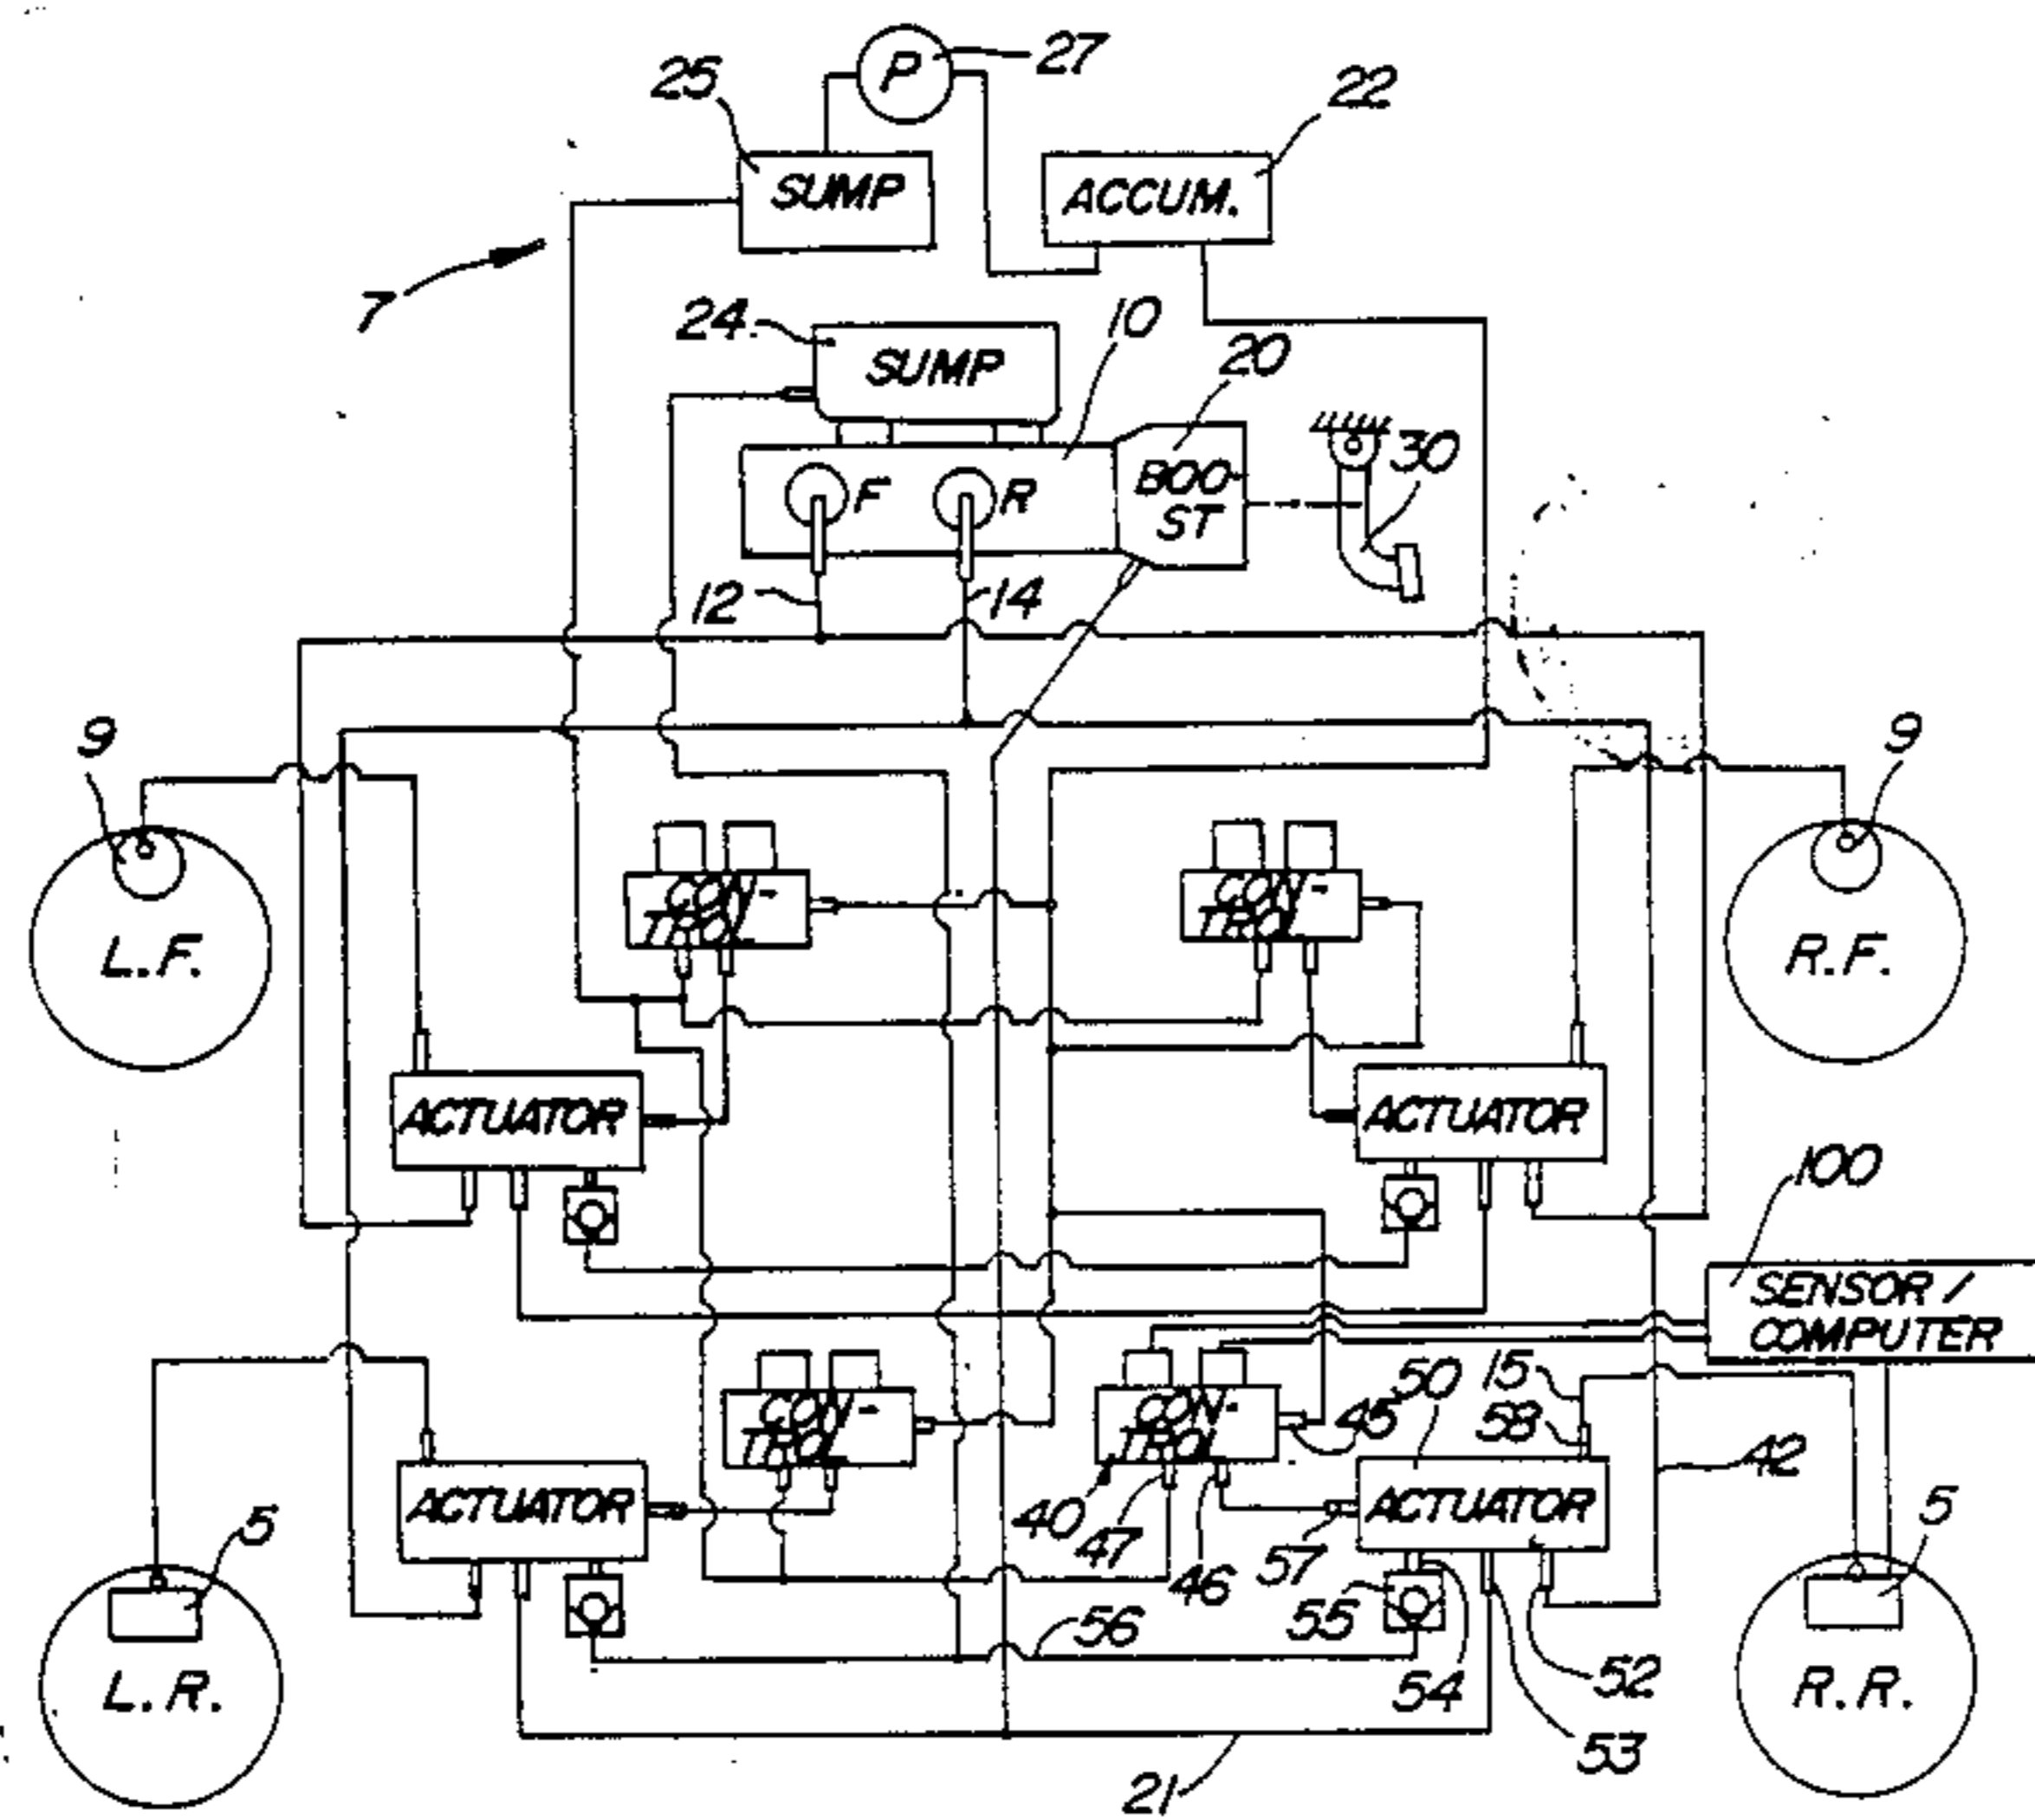 P
27
25
22
SUMP
ACCUM.
7
24
10
SUMP
20
30
F
R
BOO-
ST
12
14
9
9
CON-
TROL
CON-
TROL
L.F.
R.F.
ACTUATOR
ACTUATOR
100
SENSOR /
COMPUTER
CON-
TROL
CON-
TROL
45
50
15
58
42
ACTUATOR
40
47
46
57
ACTUATOR
5
5
55
56
54
52
53
L.R.
R.R.
21